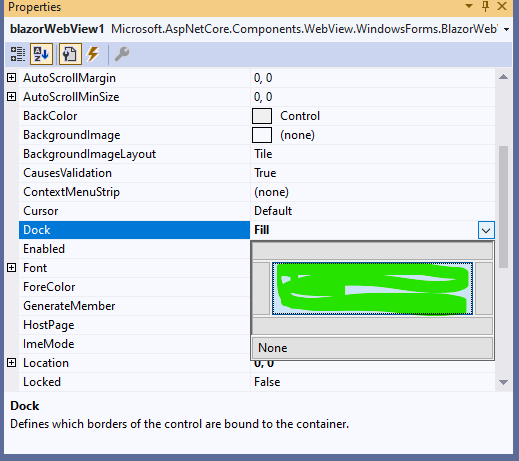 Properties
blazorWebView1 Microsoft.AspNetCore.Components.WebView.WindowsForms.BlazorWeb
AutoScrollMargin 0, 0
AutoScrollMinSize 0, 0
BackColor Control
BackgroundImage (none)
BackgroundImageLayout Tile
CausesValidation True
ContextMenuStrip (none)
Cursor Default
Dock Fill
Enabled
Font
ForeColor
GenerateMember
HostPage
ImeMode
None
Location 0, 0
Locked False
Dock
Defines which borders of the control are bound to the container.